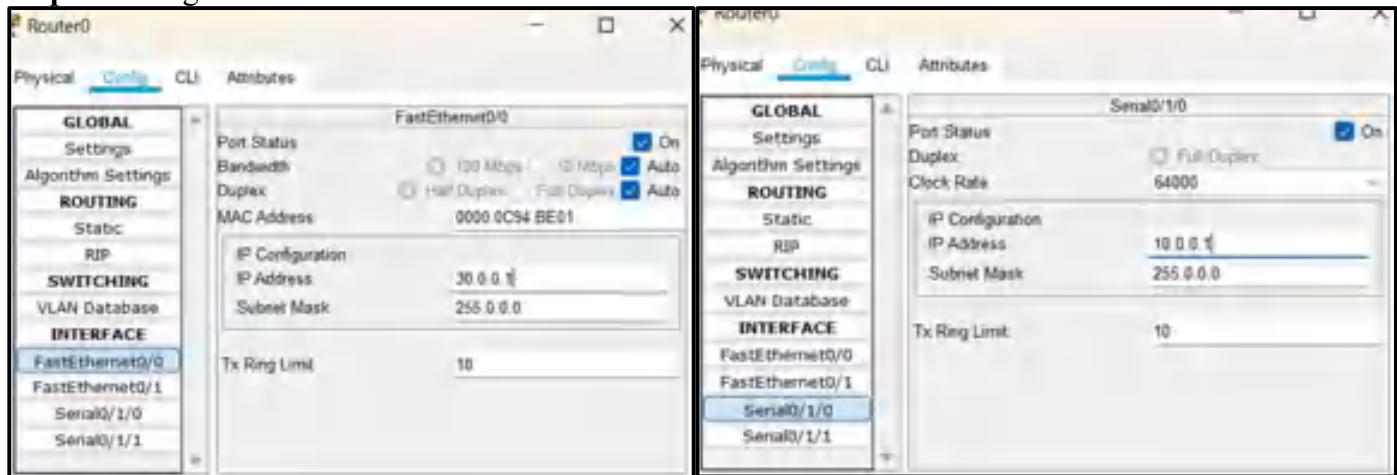 Router0
Physical Config CLI Attributes
GLOBAL
Settings
Algorithm Settings
ROUTING
Static
RIP
SWITCHING
VLAN Database
INTERFACE
FastEthernet0/0
FastEthernet0/1
Serial0/1/0
Serial0/1/1
FastEthernet0/0
Port Status On
Bandwidth 100 Mbps 10 Mbps Auto
Duplex Half Duplex Full Duplex Auto
MAC Address 0000.0C94.BE01
IP Configuration
IP Address 30.0.0.1
Subnet Mask 255.0.0.0
Tx Ring Limit 10
Router0
Physical Config CLI Attributes
GLOBAL
Settings
Algorithm Settings
ROUTING
Static
RIP
SWITCHING
VLAN Database
INTERFACE
FastEthernet0/0
FastEthernet0/1
Serial0/1/0
Serial0/1/1
Serial0/1/0
Port Status On
Duplex Full Duplex
Clock Rate 64000
IP Configuration
IP Address 10.0.0.1
Subnet Mask 255.0.0.0
Tx Ring Limit 10